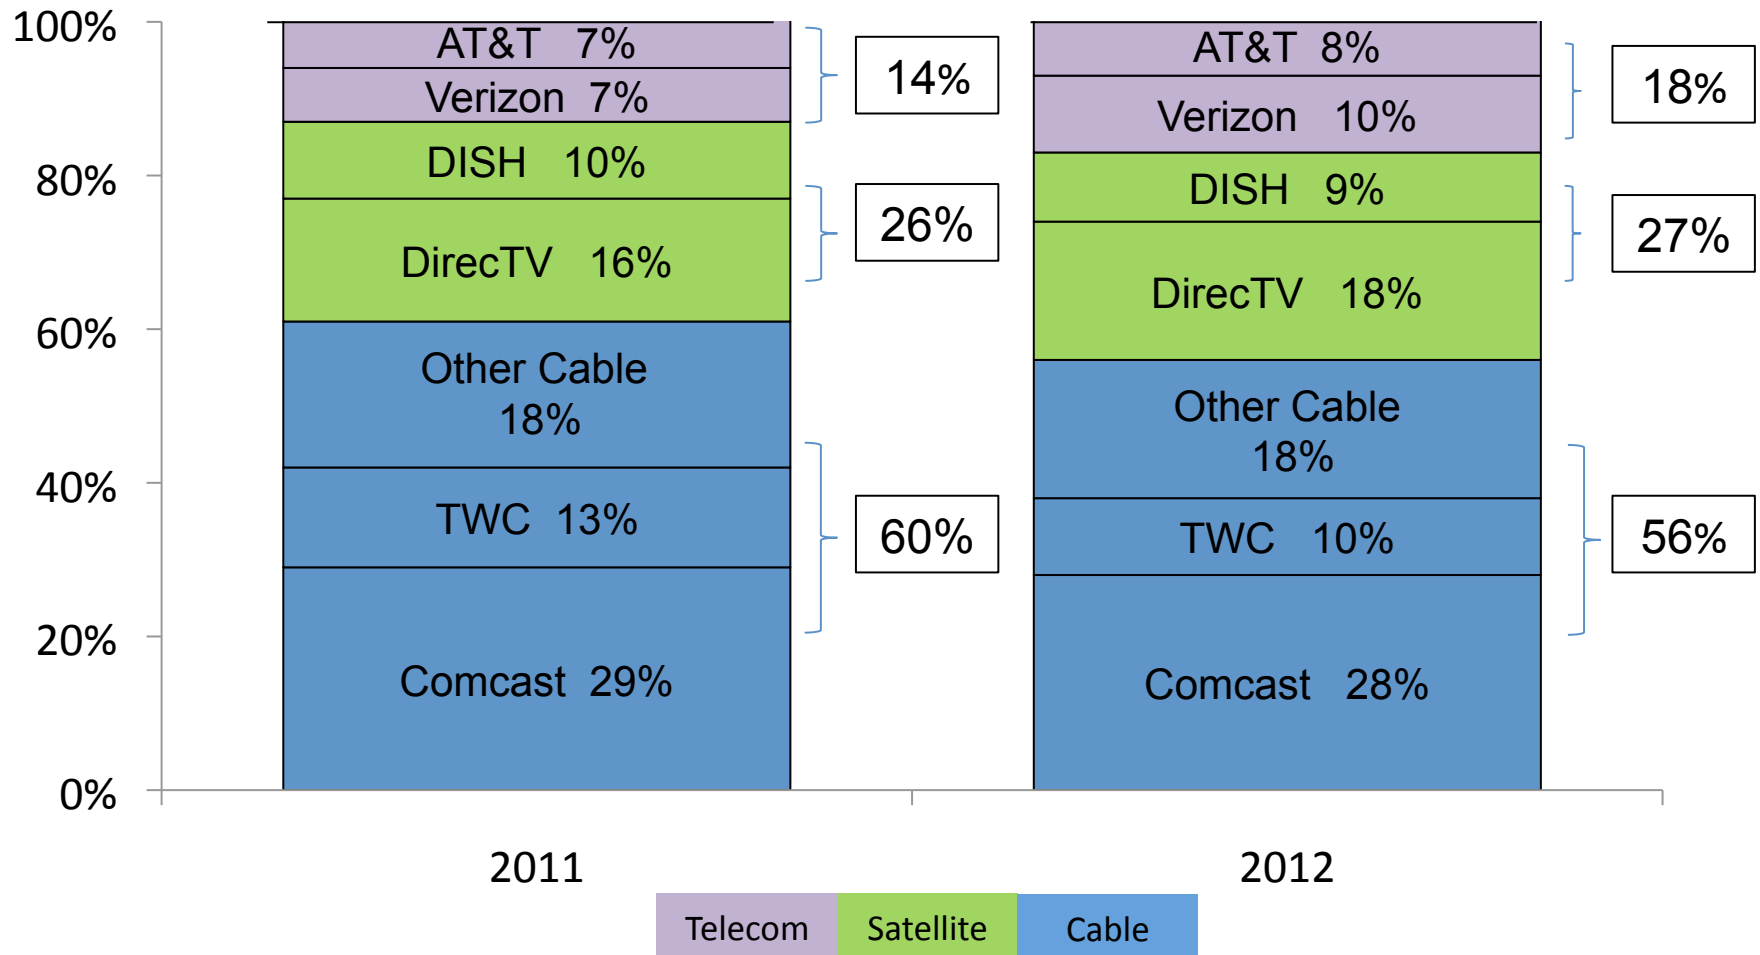 100%
80%
60%
40%
20%
0%
AT&T 7%
Verizon 7%
DISH 10%
DirecTV 16%
Other Cable
18%
TWC 13%
Comcast 29%
14%
26%
60%
AT&T 8%
Verizon 10%
DISH 9%
DirecTV 18%
Other Cable
18%
TWC 10%
Comcast 28%
18%
27%
56%
2011
2012
Telecom
Satellite
Cable